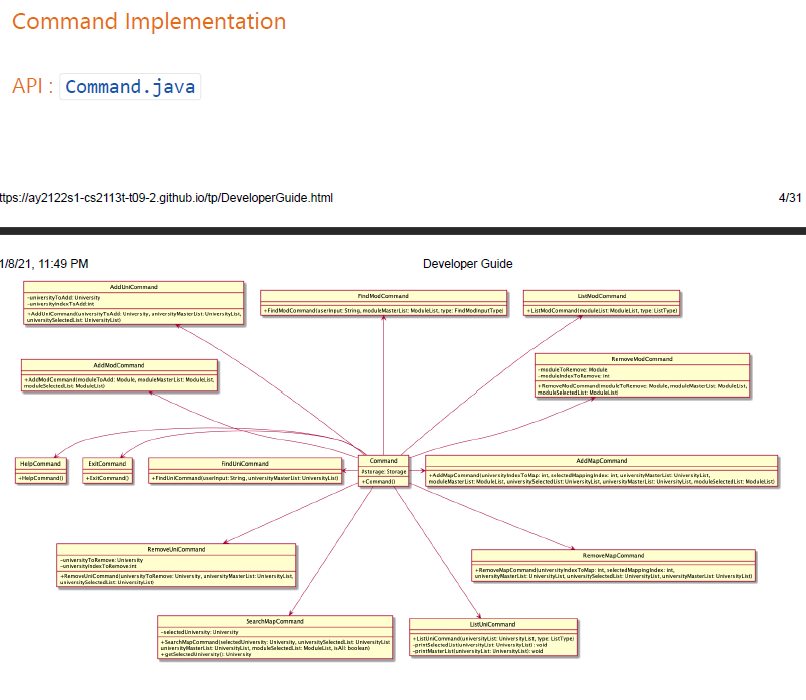 Command Implementation
API : Command.java
ttps://ay2122s1-cs2113t-t09-2.github.io/tp/DeveloperGuide.html 4/31
1/8/21, 11:49 PM Developer Guide
AddUniCommand
-universityToAdd: University
-universityIndexToAdd:int
+AddUniCommand(universityToAdd: University, universityMasterList: UniversityList,
universitySelectedList: UniversityList)
FindModCommand
+FindModCommand(userInput: String, moduleMasterList: ModuleList, type: FindModInputType)
ListModCommand
+ListModCommand(moduleList: ModuleList, type: ListType)
AddModCommand
+AddModCommand(moduleToAdd: Module, moduleMasterList: ModuleList,
moduleSelectedList: ModuleList)
RemoveModCommand
-moduleToRemove: Module
-moduleIndexToRemove: int
+RemoveModCommand(moduleToRemove: Module, moduleMasterList: ModuleList,
moduleSelectedList: ModuleList)
HelpCommand
+HelpCommand()
ExitCommand
+ExitCommand()
FindUniCommand
+FindUniCommand(userInput: String, universityMasterList: UniversityList)
Command
#storage: Storage
+Command()
AddMapCommand
+AddMapCommand(universityIndexToMap: int, selectedMappingIndex: int, universityMasterList: UniversityList,
moduleMasterList: ModuleList, universitySelectedList: UniversityList, universityMasterList: UniversityList, moduleSelectedList: ModuleList)
RemoveUniCommand
-universityToRemove: University
-universityIndexToRemove:int
+RemoveUniCommand(universityToRemove: University, universityMasterList: UniversityList,
universitySelectedList: UniversityList)
RemoveMapCommand
+RemoveMapCommand(universityIndexToMap: int, selectedMappingIndex: int,
universityMasterList: UniversityList, universitySelectedList: UniversityList, universityMasterList: UniversityList)
SearchMapCommand
-selectedUniversity: University
+SearchMapCommand(selectedUniversity: University, universitySelectedList: UniversityList
universityMasterList: UniversityList, moduleSelectedList: ModuleList, isAll: boolean)
+getSelectedUniversity(): University
ListUniCommand
+ListUniCommand(universityList: UniversityList, type: ListType)
-printSelectedList(universityList: UniversityList) : void
-printMasterList(universityList: UniversityList): void